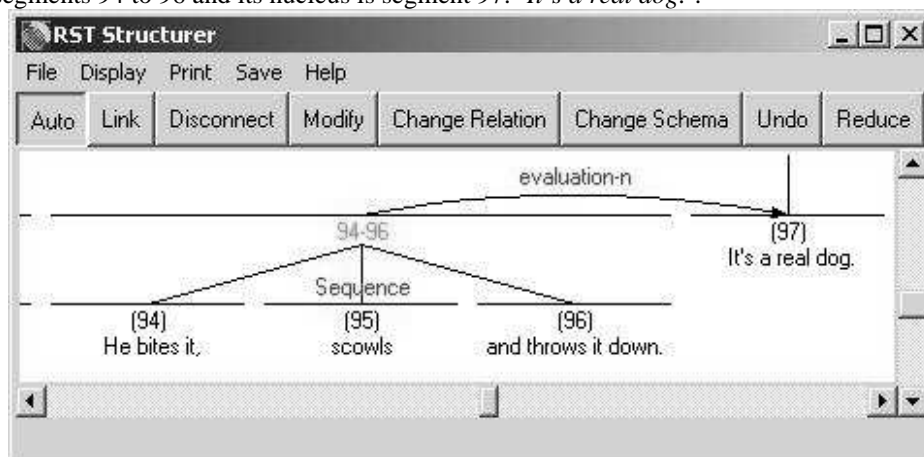 segments 94 to 96 and its nucleus is segment 97: "It's a real dog.".
RST Structurer
File Display Print Save Help
Auto Link Disconnect Modify Change Relation Change Schema Undo Reduce
evaluation-n
94-96
(97)
It's a real dog.
Sequence
(94) (95) (96)
He bites it, scowls and throws it down.